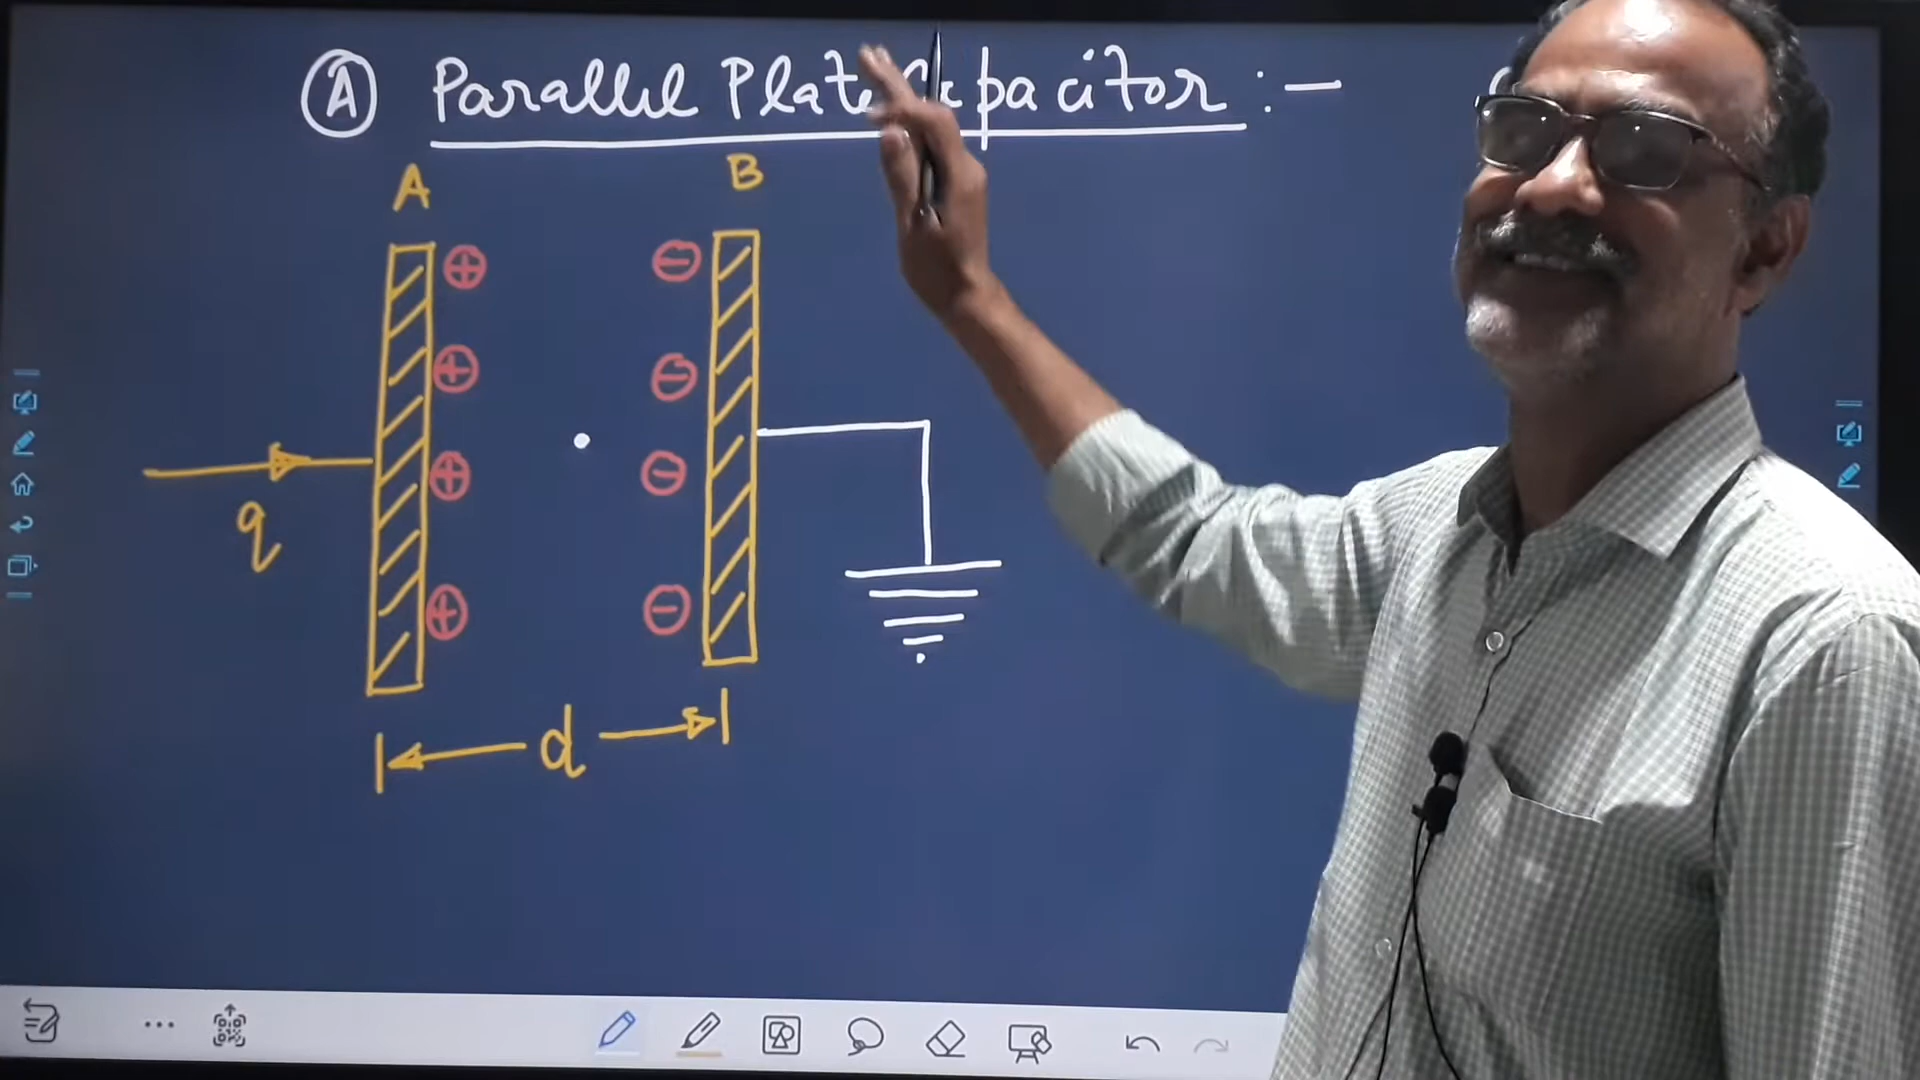 Ⓐ Parallel Plate Capacitor :-
A
B
⊕ ⊖
⊕ ⊖
⊕ ⊖
q
⊕ ⊖
d